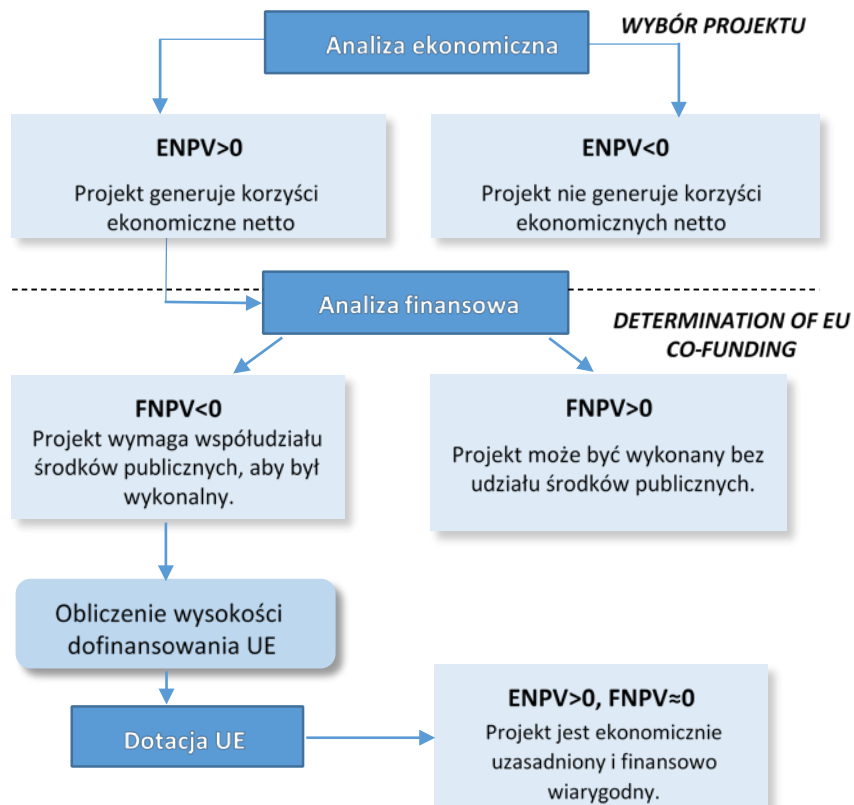 Analiza ekonomiczna
WYBÓR PROJEKTU
ENPV>0
Projekt generuje korzyści
ekonomiczne netto
ENPV<0
Projekt nie generuje korzyści
ekonomicznych netto
Analiza finansowa
DETERMINATION OF EU
CO-FUNDING
FNPV<0
Projekt wymaga współudziału
środków publicznych, aby był
wykonalny.
FNPV>0
Projekt może być wykonany bez
udziału środków publicznych.
Obliczenie wysokości
dofinansowania UE
Dotacja UE
ENPV>0, FNPV≈0
Projekt jest ekonomicznie
uzasadniony i finansowo
wiarygodny.